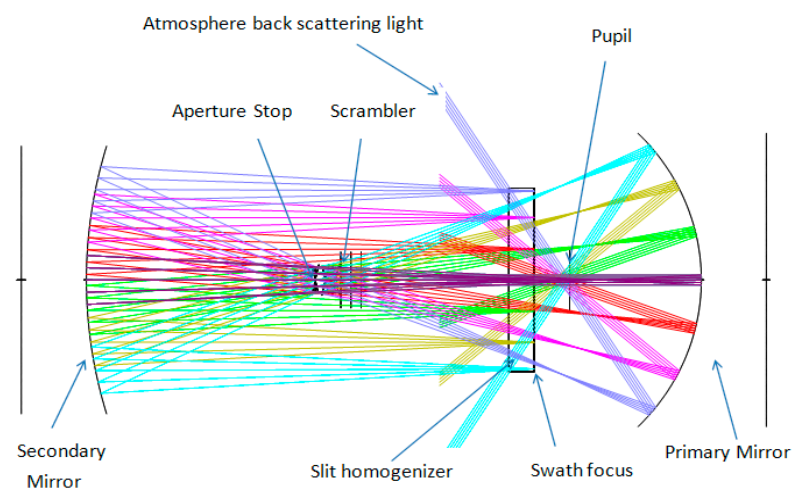 Atmosphere back scattering light
Pupil
Aperture Stop
Scrambler
Secondary
Mirror
Slit homogenizer
Swath focus
Primary Mirror